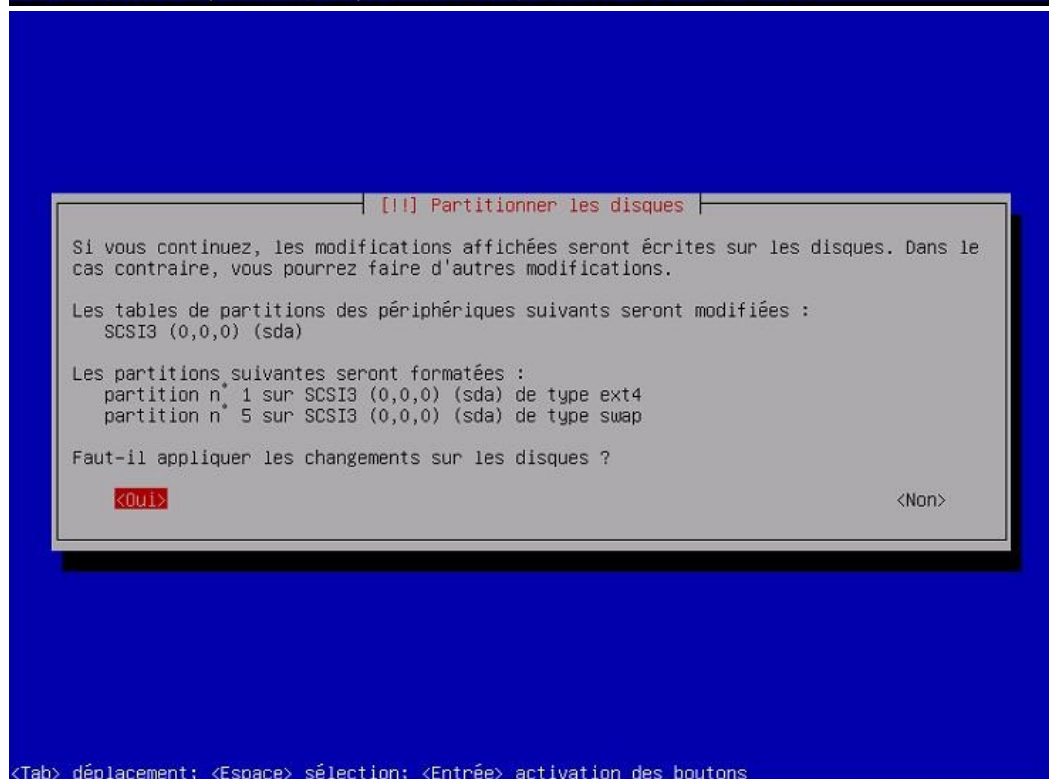 [!!] Partitionner les disques
Si vous continuez, les modifications affichées seront écrites sur les disques. Dans le
cas contraire, vous pourrez faire d'autres modifications.
Les tables de partitions des périphériques suivants seront modifiées :
SCSI3 (0,0,0) (sda)
Les partitions suivantes seront formatées :
partition n° 1 sur SCSI3 (0,0,0) (sda) de type ext4
partition n° 5 sur SCSI3 (0,0,0) (sda) de type swap
Faut-il appliquer les changements sur les disques ?
<Oui> <Non>
<Tab> déplacement; <Espace> sélection; <Entrée> activation des boutons